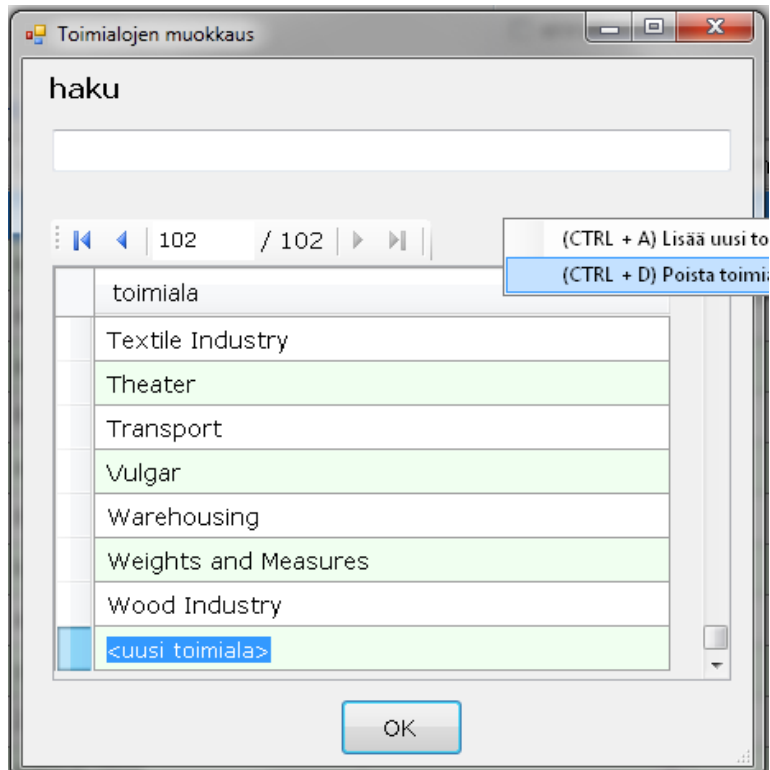 Toimialojen muokkaus
haku
102 / 102
(CTRL + A) Lisää uusi to
(CTRL + D) Poista toimia
toimiala
Textile Industry
Theater
Transport
Vulgar
Warehousing
Weights and Measures
Wood Industry
<uusi toimiala>
OK